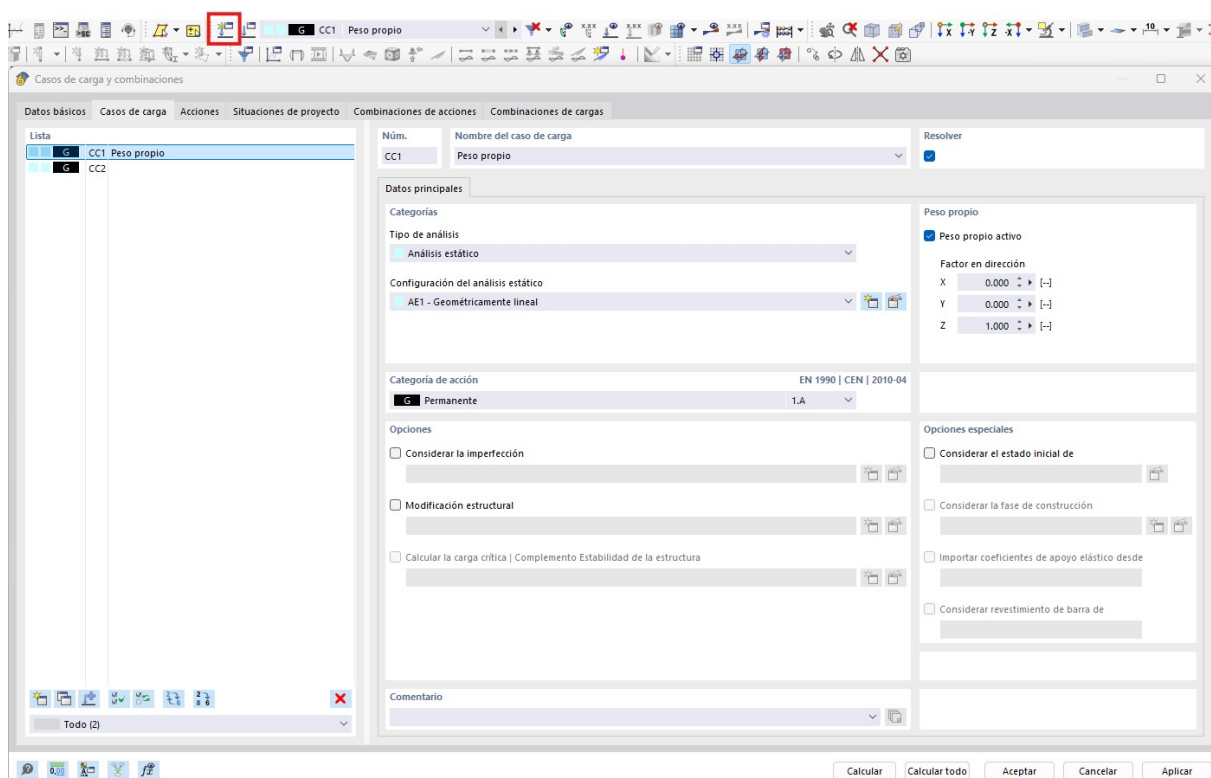 G CC1 Peso propio
Casos de carga y combinaciones
Datos básicos Casos de carga Acciones Situaciones de proyecto Combinaciones de acciones Combinaciones de cargas
Lista
G CC1 Peso propio
G CC2
Núm. Nombre del caso de carga
CC1 Peso propio
Resolver
Datos principales
Categorías
Tipo de análisis
Análisis estático
Configuración del análisis estático
AE1 - Geométricamente lineal
Peso propio
Peso propio activo
Factor en dirección
X 0.000 [--]
Y 0.000 [--]
Z 1.000 [--]
Categoría de acción EN 1990 | CEN | 2010-04
G Permanente 1.A
Opciones
Considerar la imperfección
Modificación estructural
Calcular la carga crítica | Complemento Estabilidad de la estructura
Opciones especiales
Considerar el estado inicial de
Considerar la fase de construcción
Importar coeficientes de apoyo elástico desde
Considerar revestimiento de barra de
Comentario
Todo (2)
Calcular Calcular todo Aceptar Cancelar Aplicar